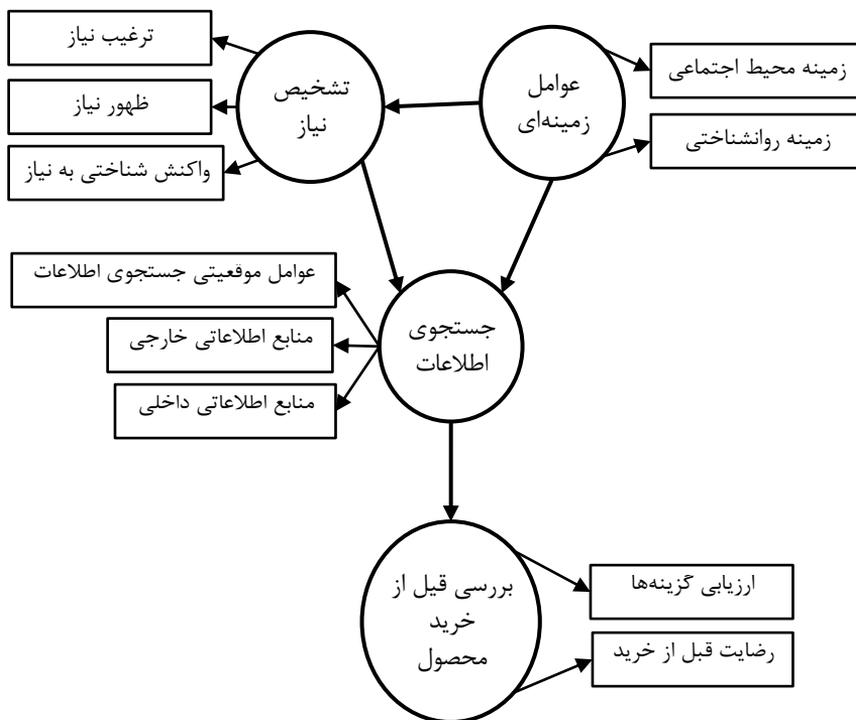 زمینه محیط اجتماعی
زمینه روانشناختی
عوامل
زمینه‌ای
تشخیص
نیاز
ترغیب نیاز
ظهور نیاز
واکنش شناختی به نیاز
جستجوی
اطلاعات
عوامل موقعیتی جستجوی اطلاعات
منابع اطلاعاتی خارجی
منابع اطلاعاتی داخلی
بررسی قیل از
خرید
محصول
ارزیابی گزینه‌ها
رضایت قبل از خرید